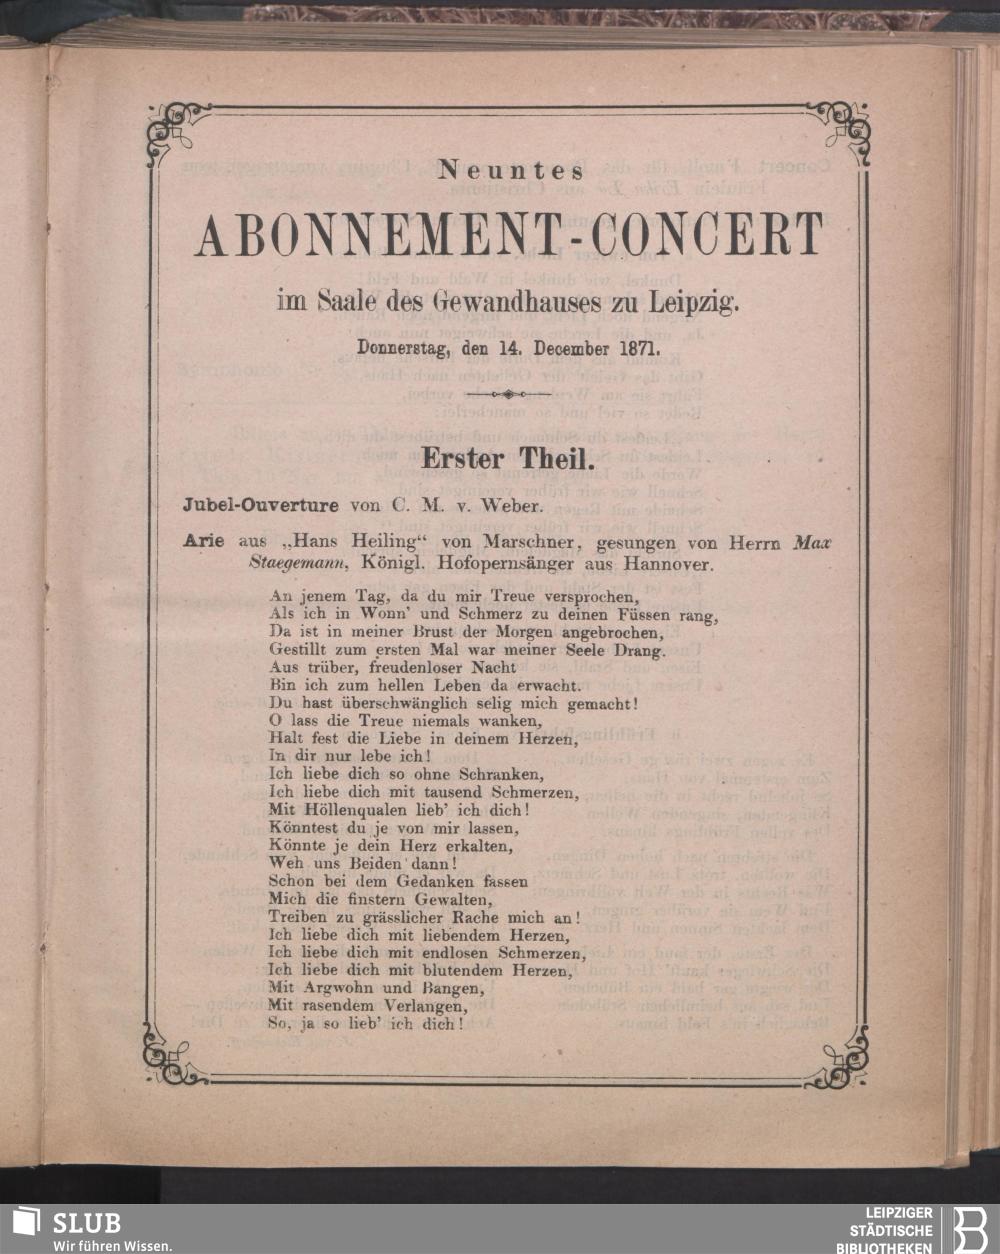 Neuntes
ABONNEMENT-CONCERT
im Saale des Gewandhauses zu Leipzig.
Donnerstag, den 14. December 1871.
Erster Theil.
Jubel-Ouverture von C. M. v. Weber.
Arie aus „Hans Heiling“ von Marschner, gesungen von Herrn Max
Staegemann, Königl. Hofopernsänger aus Hannover.
An jenem Tag, da du mir Treue versprochen,
Als ich in Wonn’ und Schmerz zu deinen Füssen rang,
Da ist in meiner Brust der Morgen angebrochen,
Gestillt zum ersten Mal war meiner Seele Drang.
Aus trüber, freudenloser Nacht
Bin ich zum hellen Leben da erwacht.
Du hast überschwänglich selig mich gemacht!
O lass die Treue niemals wanken,
Halt fest die Liebe in deinem Herzen,
In dir nur lebe ich!
Ich liebe dich so ohne Schranken,
Ich liebe dich mit tausend Schmerzen,
Mit Höllenqualen lieb’ ich dich!
Könntest du je von mir lassen,
Könnte je dein Herz erkalten,
Weh uns Beiden dann!
Schon bei dem Gedanken fassen
Mich die finstern Gewalten,
Treiben zu grässlicher Rache mich an!
Ich liebe dich mit liebendem Herzen,
Ich liebe dich mit endlosen Schmerzen,
Ich liebe dich mit blutendem Herzen,
Mit Argwohn und Bangen,
Mit rasendem Verlangen,
So, ja so lieb’ ich dich!
SLUB
Wir führen Wissen.
LEIPZIGER
STÄDTISCHE
BIBLIOTHEKEN